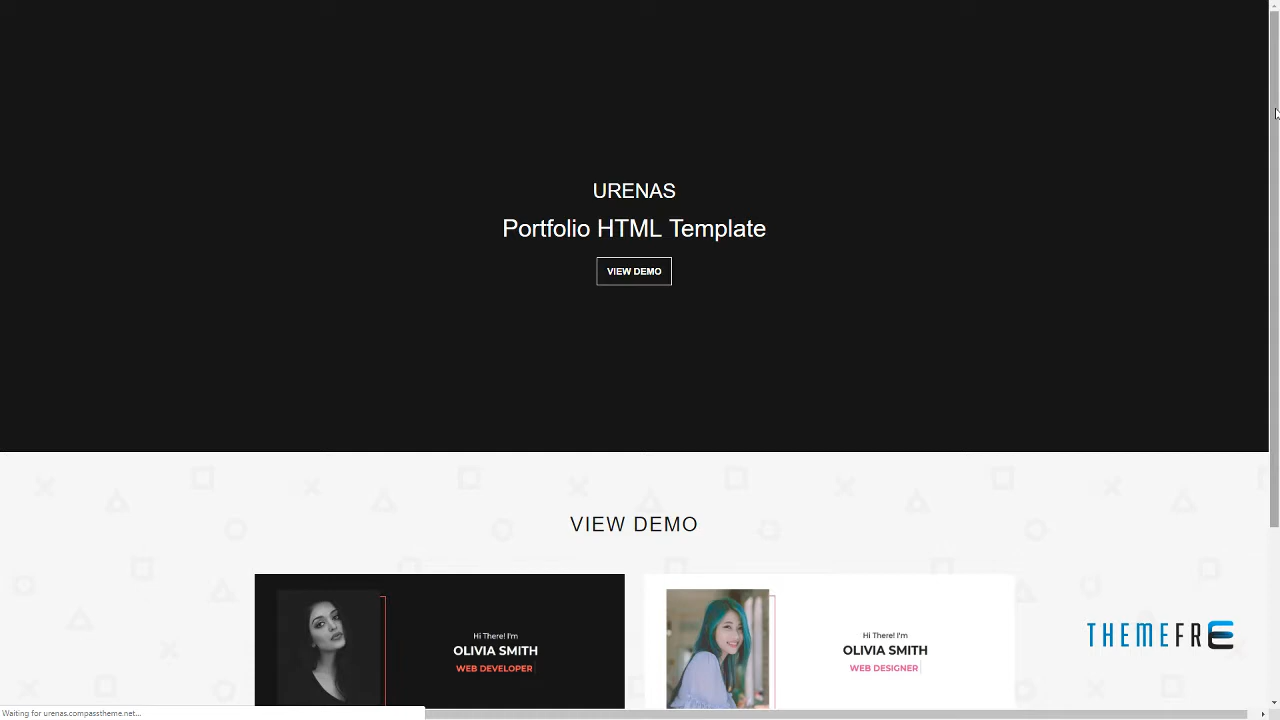 URENAS
Portfolio HTML Template
VIEW DEMO
VIEW DEMO
Hi There! I'm
OLIVIA SMITH
WEB DEVELOPER
Hi There! I'm
OLIVIA SMITH
WEB DESIGNER
THEMEFRE
Waiting for urenas.compasstheme.net...